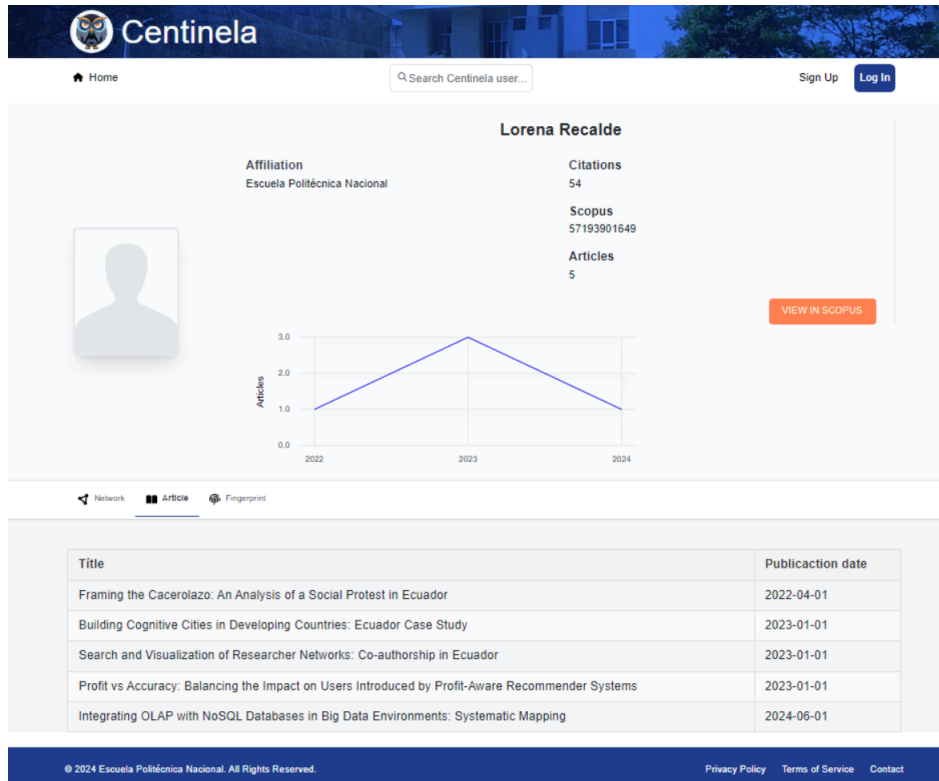 Centinela
Home
Search Centinela user...
Sign Up
Log In
Lorena Recalde
Affiliation
Escuela Politécnica Nacional
Citations
54
Scopus
57193901649
Articles
5
VIEW IN SCOPUS
3.0
2.0
1.0
0.0
Articles
2022 2023 2024
Network Article Fingerprint
Títle Publicaction date
Framing the Cacerolazo: An Analysis of a Social Protest in Ecuador 2022-04-01
Building Cognitive Cities in Developing Countries: Ecuador Case Study 2023-01-01
Search and Visualization of Researcher Networks: Co-authorship in Ecuador 2023-01-01
Profit vs Accuracy: Balancing the Impact on Users Introduced by Profit-Aware Recommender Systems 2023-01-01
Integrating OLAP with NoSQL Databases in Big Data Environments: Systematic Mapping 2024-06-01
© 2024 Escuela Politécnica Nacional. All Rights Reserved. Privacy Policy Terms of Service Contact